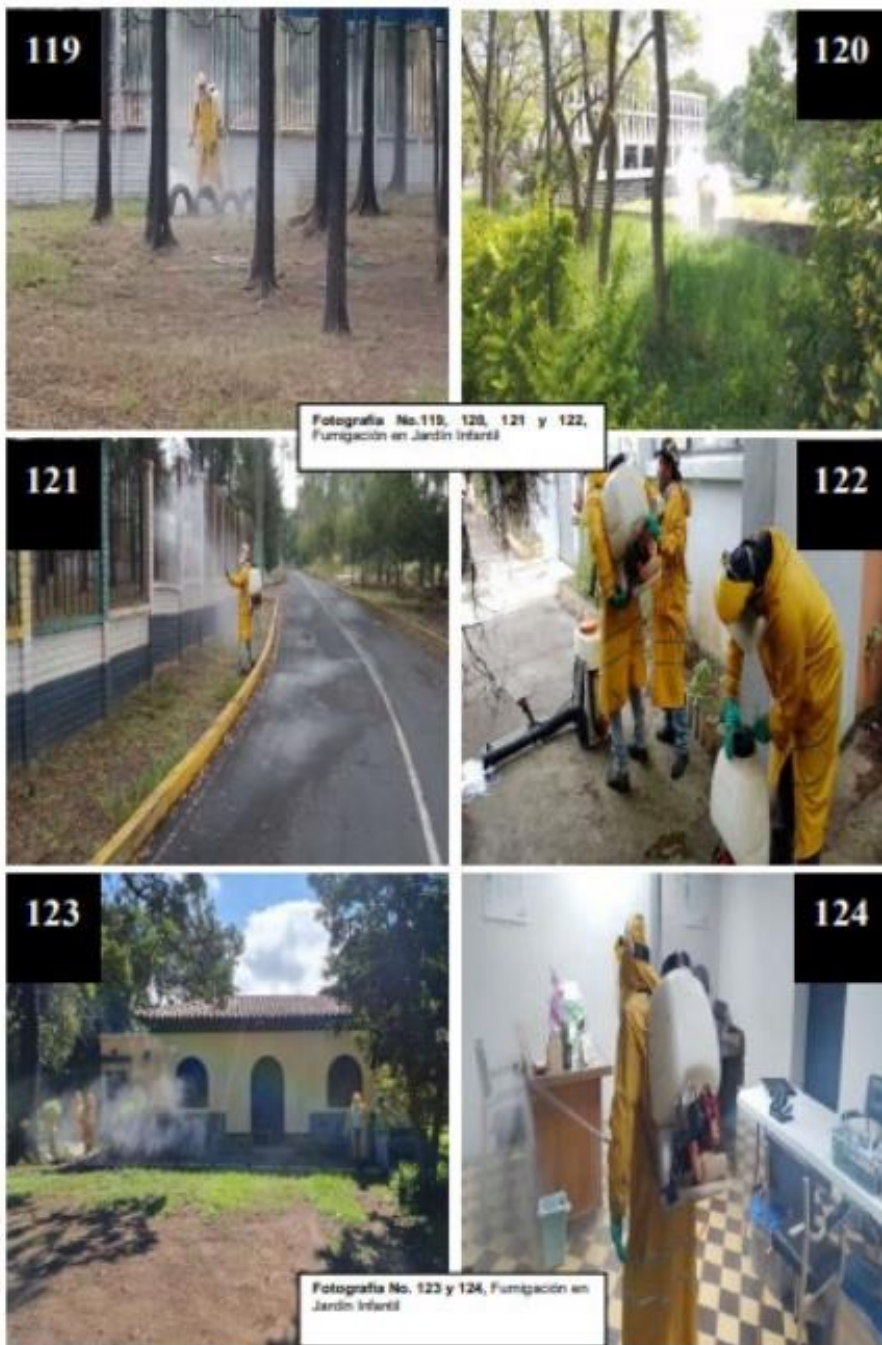 119
120
Fotografía No.119, 120, 121 y 122,
Fumigación en Jardín Infantil
121
122
123
124
Fotografía No. 123 y 124, Fumigación en
Jardín Infantil